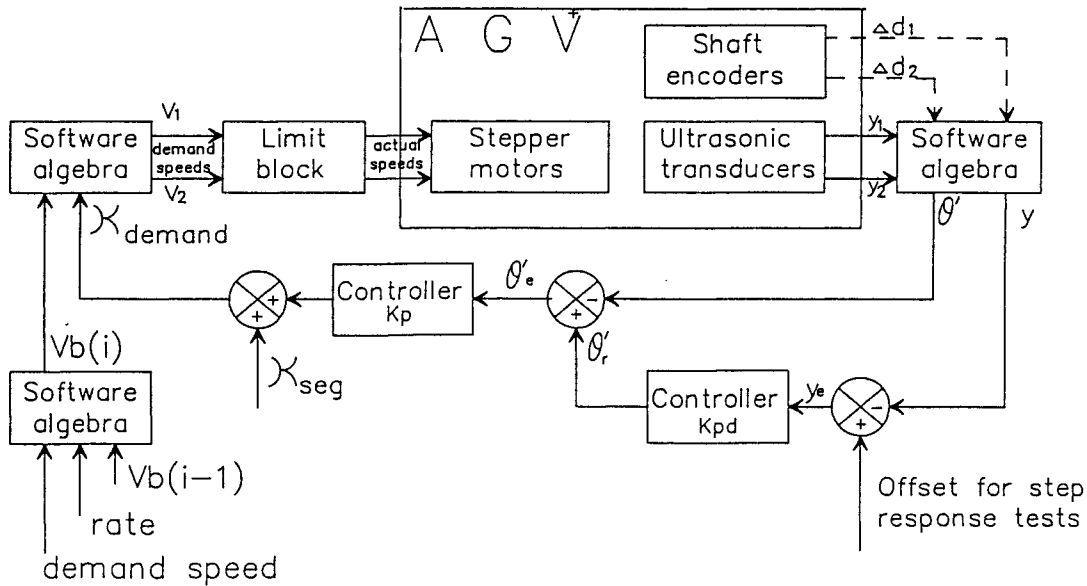 A G V
+
Shaft
encoders
Δd1
Δd2
V1
Software
algebra
demand
speeds
V2
Limit
block
actual
speeds
Stepper
motors
Ultrasonic
transducers
y1
y2
Software
algebra
ϰdemand
θ'
y
Controller
Kp
+
+
θ'e
-
+
Vb(i)
ϰseg
θ'r
Software
algebra
Controller
Kpd
ye
-
+
Vb(i-1)
rate
demand speed
Offset for step
response tests